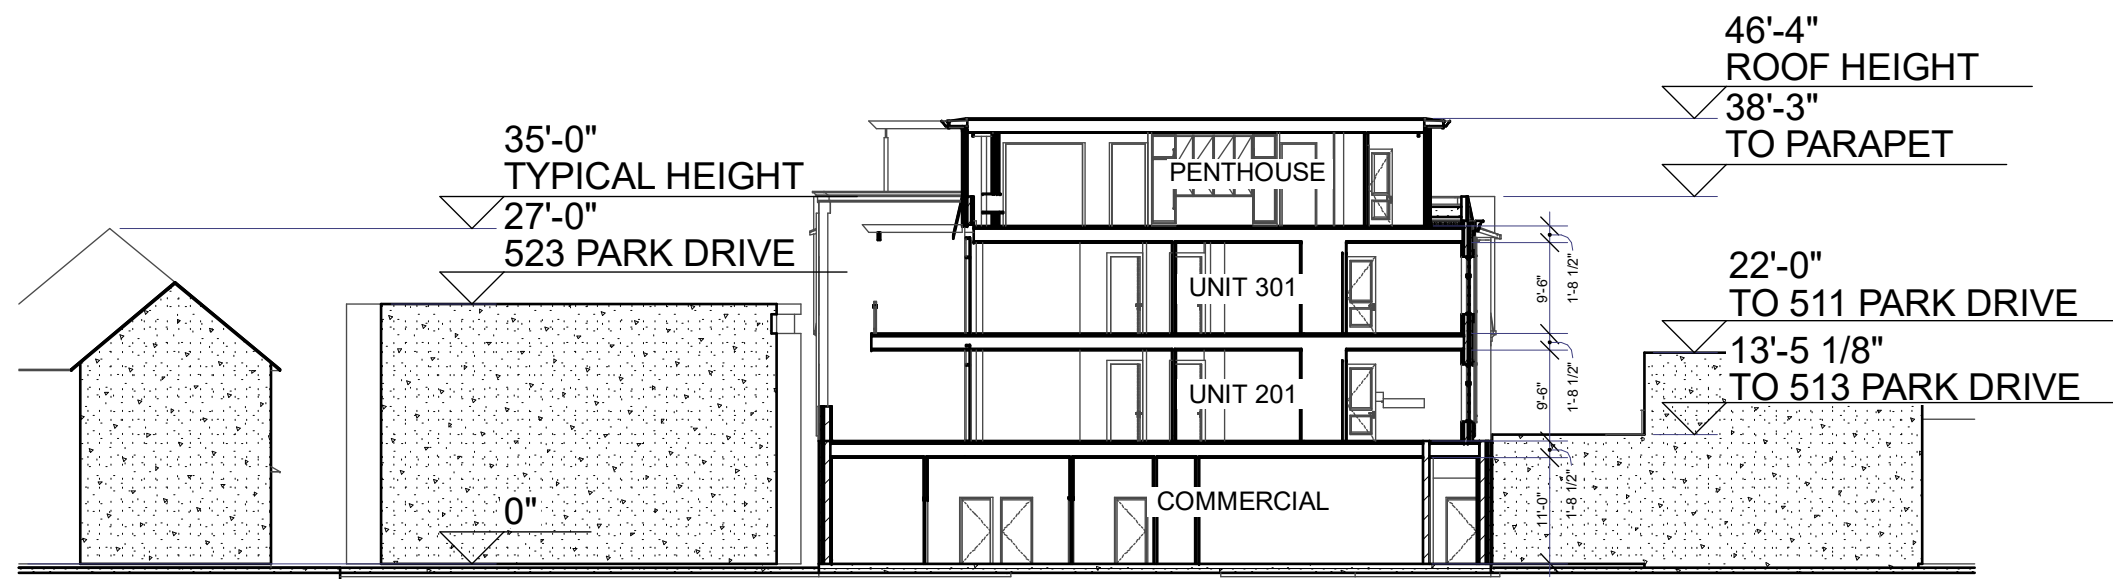 46'-4"
ROOF HEIGHT
38'-3"
TO PARAPET
35'-0"
TYPICAL HEIGHT
27'-0"
523 PARK DRIVE
PENTHOUSE
UNIT 301
9'-6"
1'-8 1/2"
22'-0"
TO 511 PARK DRIVE
13'-5 1/8"
TO 513 PARK DRIVE
UNIT 201
9'-6"
1'-8 1/2"
0"
COMMERCIAL
11'-0"
1'-8 1/2"